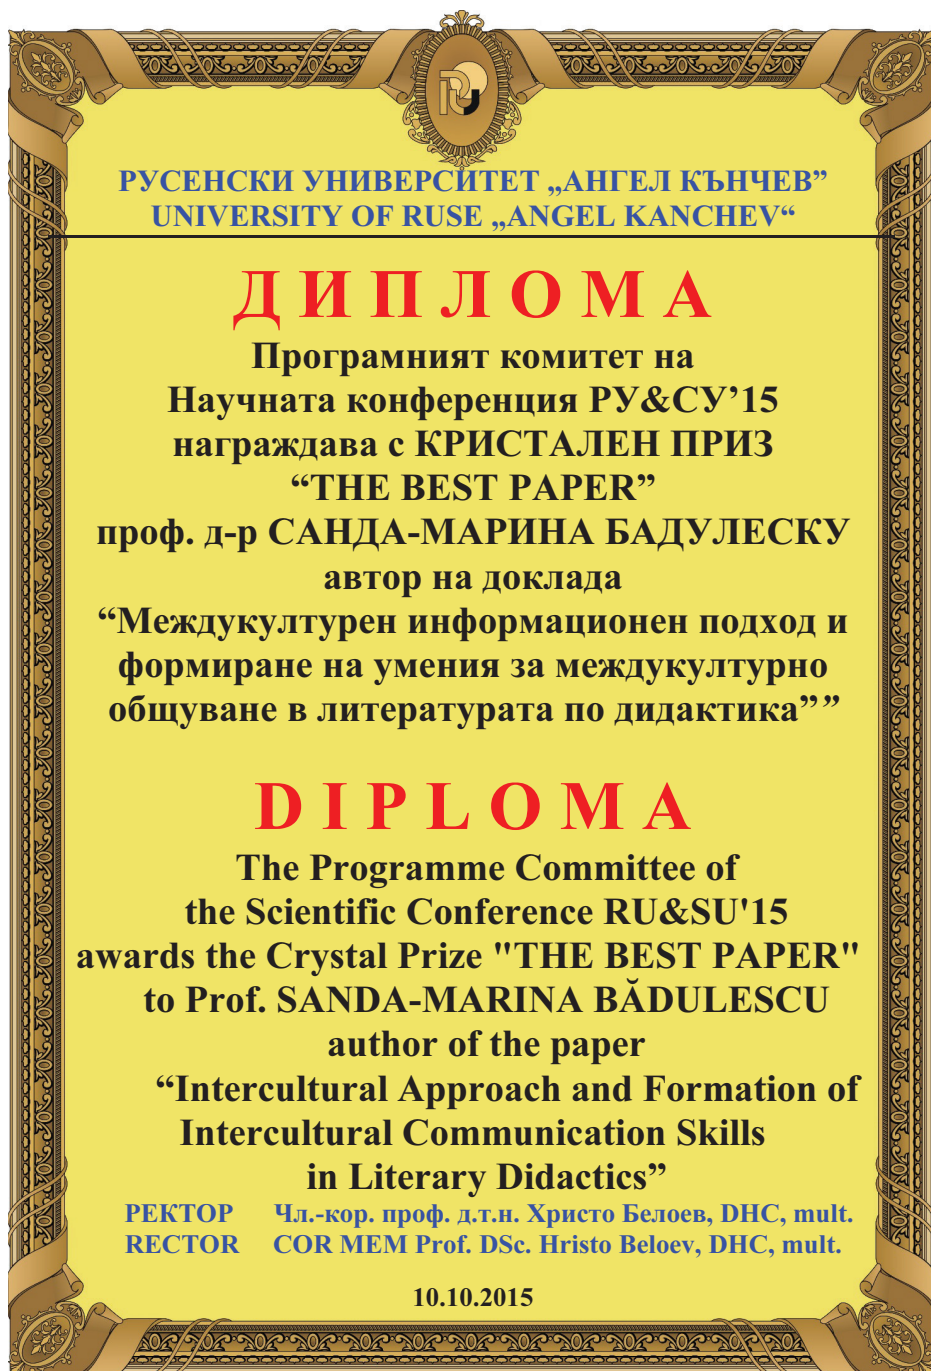 РУСЕНСКИ УНИВЕРСИТЕТ „АНГЕЛ КЪНЧЕВ”
UNIVERSITY OF RUSE „ANGEL KANCHEV“
ДИПЛОМА
Програмният комитет на
Научната конференция РУ&СУ’15
награждава с КРИСТАЛЕН ПРИЗ
“THE BEST PAPER”
проф. д-р САНДА-МАРИНА БАДУЛЕСКУ
автор на доклада
“Междукултурен информационен подход и
формиране на умения за междукултурно
общуване в литературата по дидактика””
DIPLOMA
The Programme Committee of
the Scientific Conference RU&SU'15
awards the Crystal Prize "THE BEST PAPER"
to Prof. SANDA-MARINA BĂDULESCU
author of the paper
“Intercultural Approach and Formation of
Intercultural Communication Skills
in Literary Didactics”
РЕКТОР Чл.-кор. проф. д.т.н. Христо Белоев, DHC, mult.
RECTOR COR MEM Prof. DSc. Hristo Beloev, DHC, mult.
10.10.2015